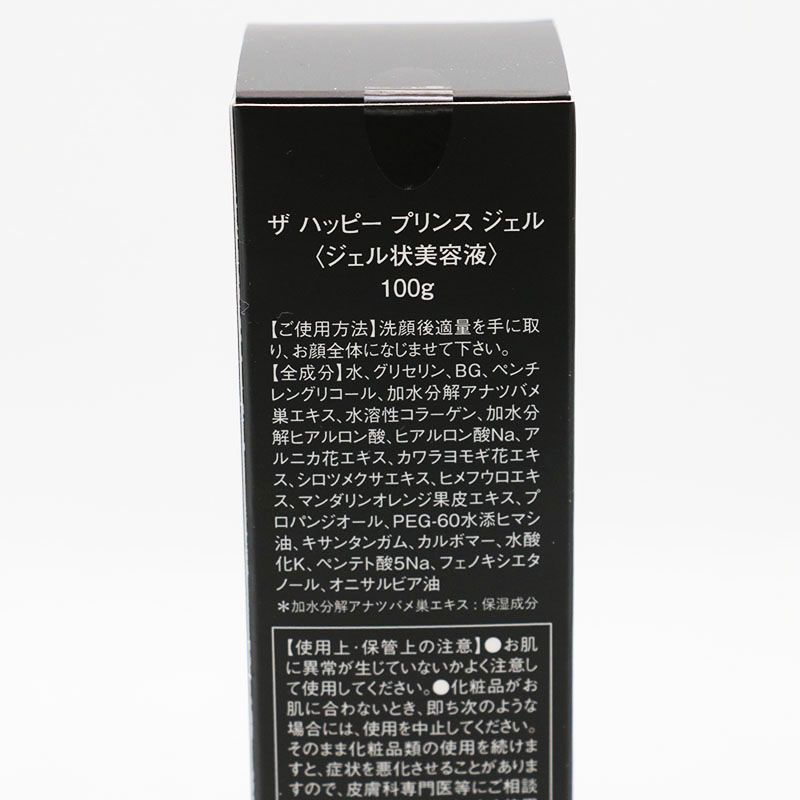 ザ ハッピー プリンス ジェル
〈ジェル状美容液〉
100g
【ご使用方法】洗顔後適量を手に取
り、お顔全体になじませて下さい。
【全成分】水、グリセリン、BG、ペンチ
レングリコール、加水分解アナツバメ
巣エキス、水溶性コラーゲン、加水分
解ヒアルロン酸、ヒアルロン酸Na、ア
ルニカ花エキス、カワラヨモギ花エキ
ス、シロツメクサエキス、ヒメフウロエキ
ス、マンダリンオレンジ果皮エキス、プ
ロパンジオール、PEG-60水添ヒマシ
油、キサンタンガム、カルボマー、水酸
化K、ペンテト酸5Na、フェノキシエタ
ノール、オニサルビア油
＊加水分解アナツバメ巣エキス：保湿成分
【使用上・保管上の注意】●お肌
に異常が生じていないかよく注意し
て使用してください。●化粧品がお
肌に合わないとき、即ち次のような
場合には、使用を中止してください。
そのまま化粧品類の使用を続けま
すと、症状を悪化させることがありま
すので、皮膚科専門医等にご相談